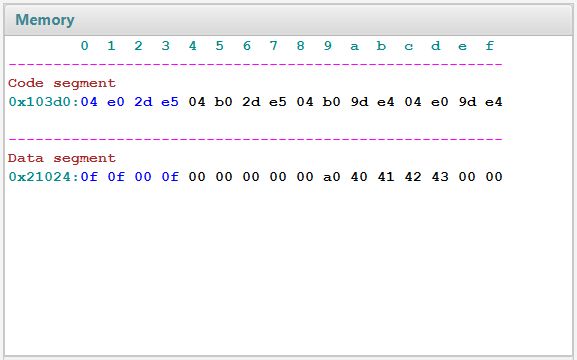 Memory
0 1 2 3 4 5 6 7 8 9 a b c d e f
----------------------------------------------
Code segment
0x103d0:04 e0 2d e5 04 b0 2d e5 04 b0 9d e4 04 e0 9d e4
----------------------------------------------
Data segment
0x21024:0f 0f 00 0f 00 00 00 00 00 a0 40 41 42 43 00 00